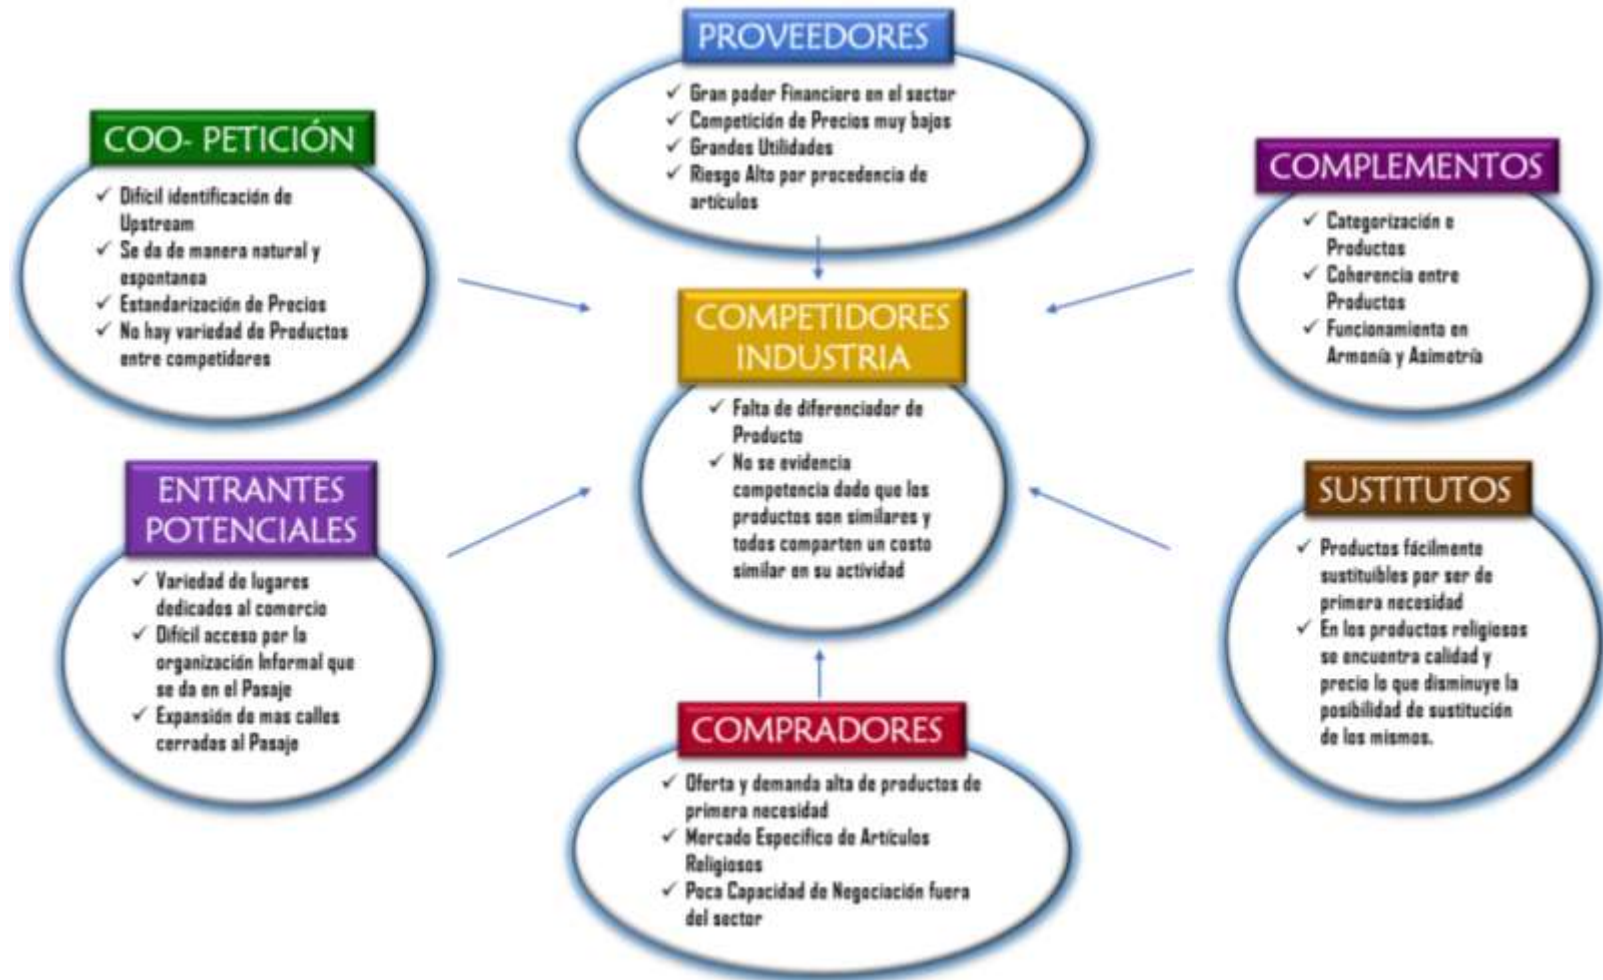 PROVEEDORES
✓ Gran poder Financiero en el sector
✓ Competición de Precios muy bajos
✓ Grandes Utilidades
✓ Riesgo Alto por procedencia de
artículos
COO- PETICIÓN
✓ Difícil identificación de
Upstream
✓ Se da de manera natural y
espontanea
✓ Estandarización de Precios
✓ No hay variedad de Productos
entre competidores
COMPLEMENTOS
✓ Categorización e
Productos
✓ Coherencia entre
Productos
✓ Funcionamiento en
Armonía y Asimetría
COMPETIDORES
INDUSTRIA
✓ Falta de diferenciador de
Producto
✓ No se evidencia
competencia dado que los
productos son similares y
todos comparten un costo
similar en su actividad
ENTRANTES
POTENCIALES
✓ Variedad de lugares
dedicados al comercio
✓ Difícil acceso por la
organización Informal que
se da en el Pasaje
✓ Expansión de mas calles
cerradas al Pasaje
SUSTITUTOS
✓ Productos fácilmente
sustituibles por ser de
primera necesidad
✓ En los productos religiosos
se encuentra calidad y
precio lo que disminuye la
posibilidad de sustitución
de los mismos.
COMPRADORES
✓ Oferta y demanda alta de productos de
primera necesidad
✓ Mercado Específico de Artículos
Religiosos
✓ Poca Capacidad de Negociación fuera
del sector